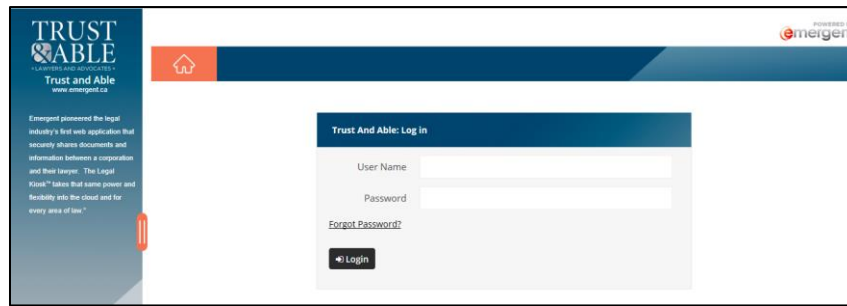 TRUST
&ABLE
• LAWYERS AND ADVOCATES •
Trust and Able
www.emergent.ca
Emergent pioneered the legal
industry's first web application that
securely shares documents and
information between a corporation
and their lawyer. The Legal
Kiosk™ takes that same power and
flexibility into the cloud and for
every area of law."
POWERED
emergent
Trust And Able: Log in
User Name
Password
Forgot Password?
Login